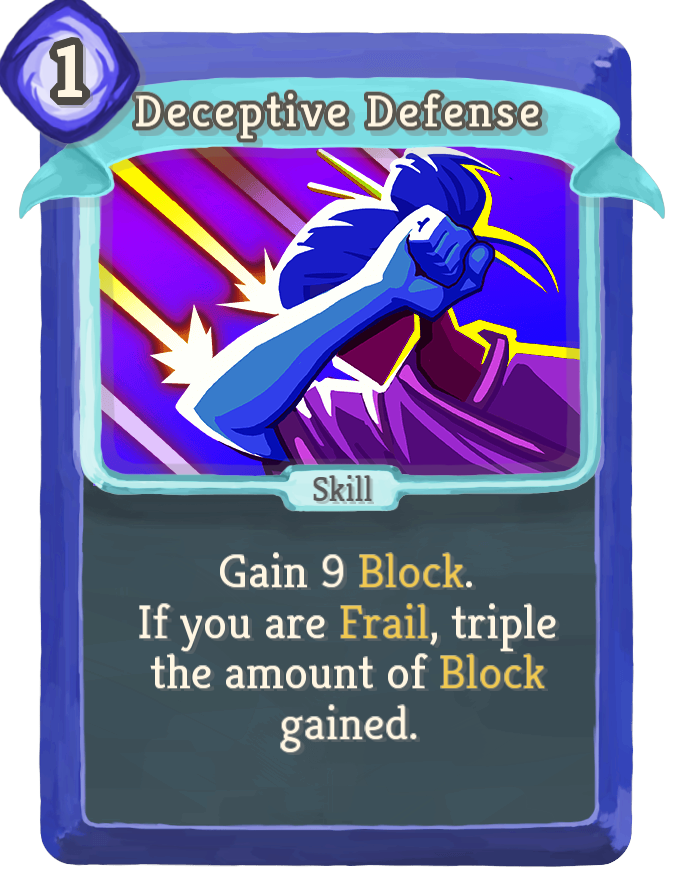 1
Deceptive Defense
Skill
Gain 9 Block.
If you are Frail, triple
the amount of Block
gained.